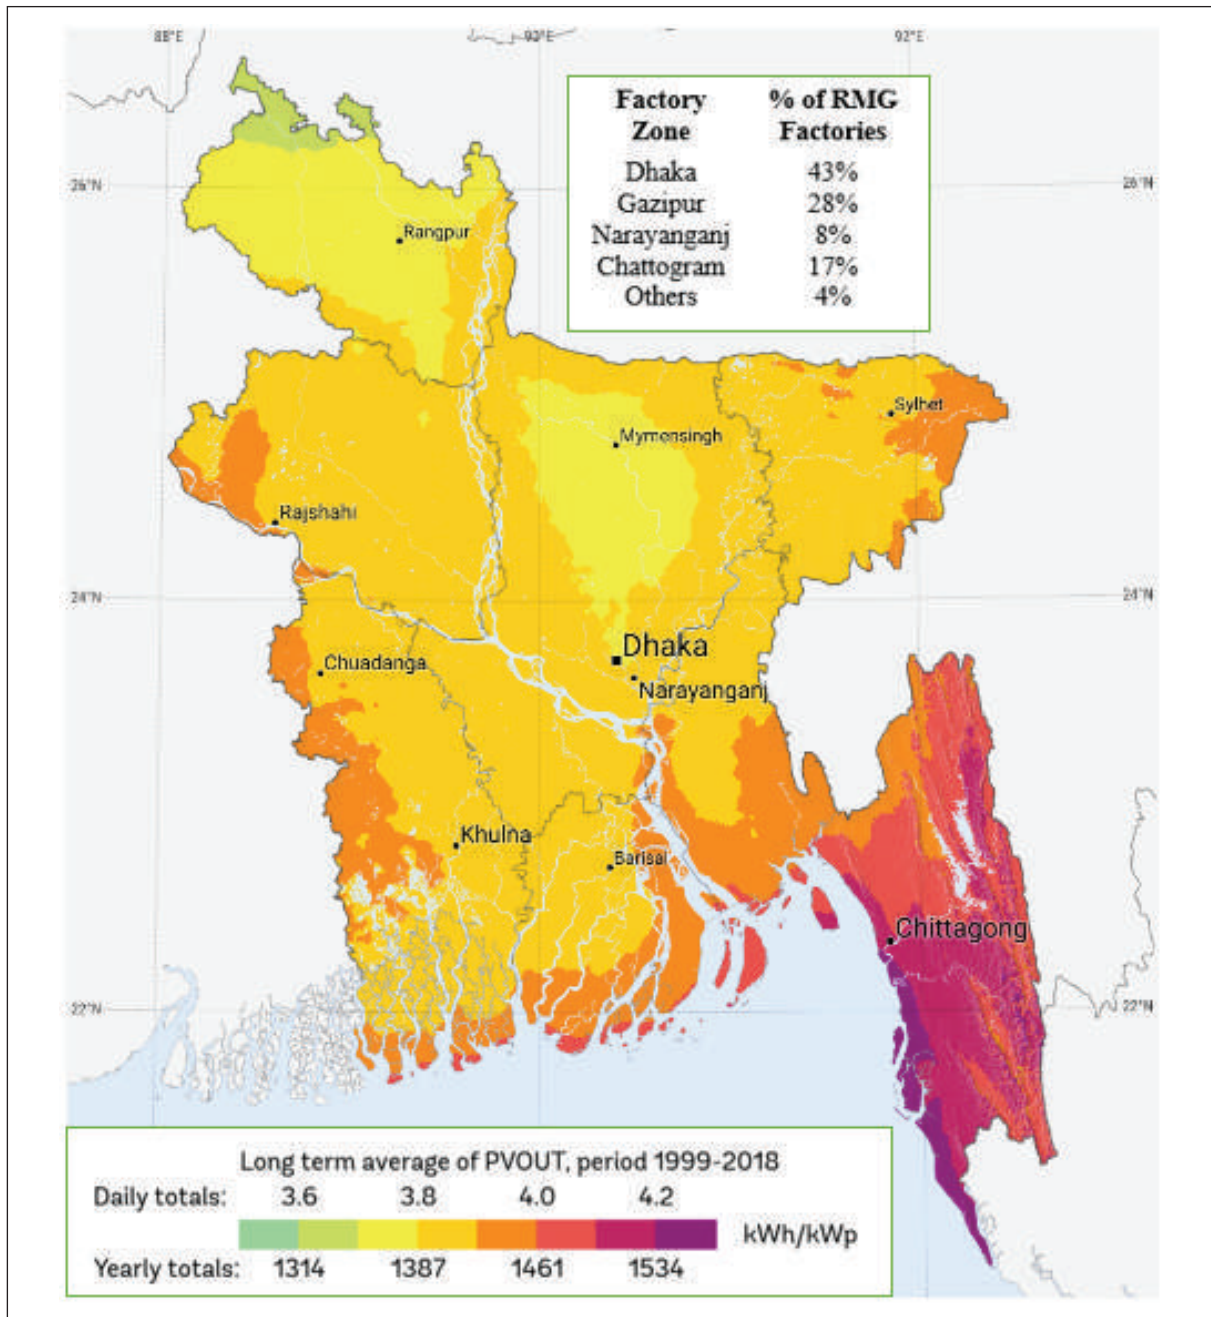 88°E 90°E 92°E
Factory Zone % of RMG Factories
Dhaka 43%
Gazipur 28%
Narayanganj 8%
Chattogram 17%
Others 4%
26°N 26°N
Rangpur
Sylhet
Mymensingh
Rajshahi
24°N 24°N
Dhaka
Chuadanga
Narayanganj
Khulna
Barisal
Chittagong
22°N 22°N
Long term average of PVOUT, period 1999-2018
Daily totals: 3.6 3.8 4.0 4.2
kWh/kWp
Yearly totals: 1314 1387 1461 1534